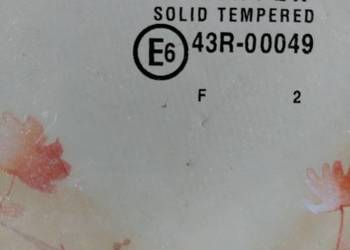 SOLID TEMPERED
E6 43R-00049
F 2